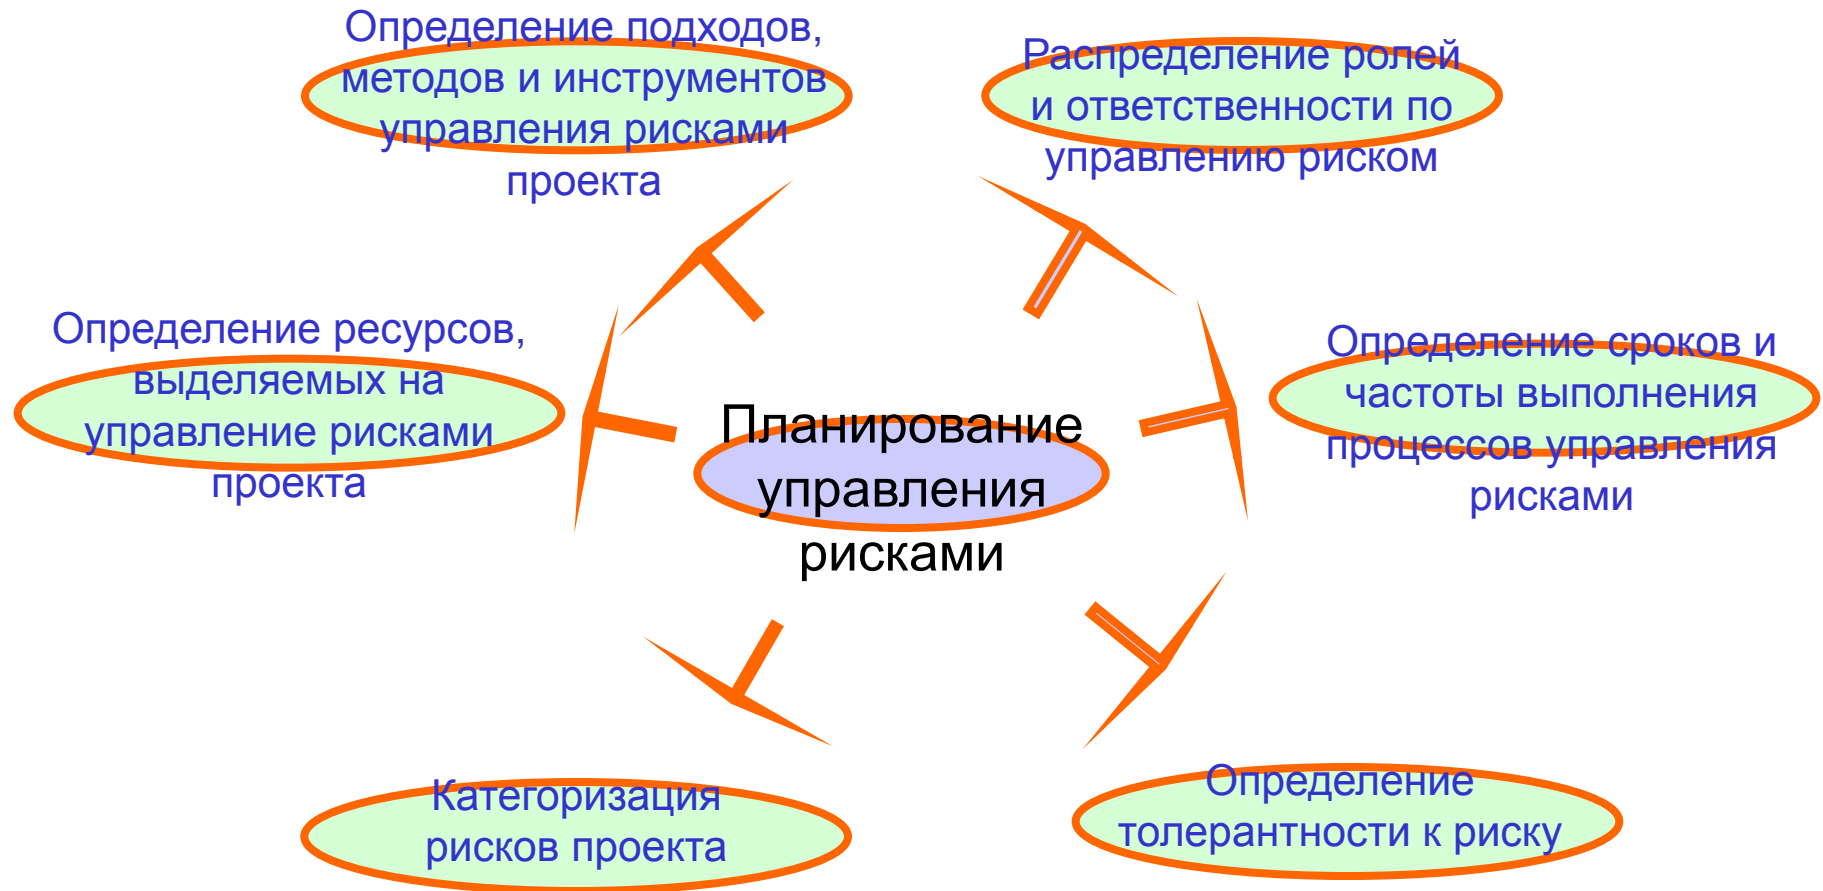 Определение подходов,
методов и инструментов
управления рисками
проекта
Распределение ролей
и ответственности по
управлению риском
Определение ресурсов,
выделяемых на
управление рисками
проекта
Планирование
управления
рисками
Определение сроков и
частоты выполнения
процессов управления
рисками
Категоризация
рисков проекта
Определение
толерантности к риску